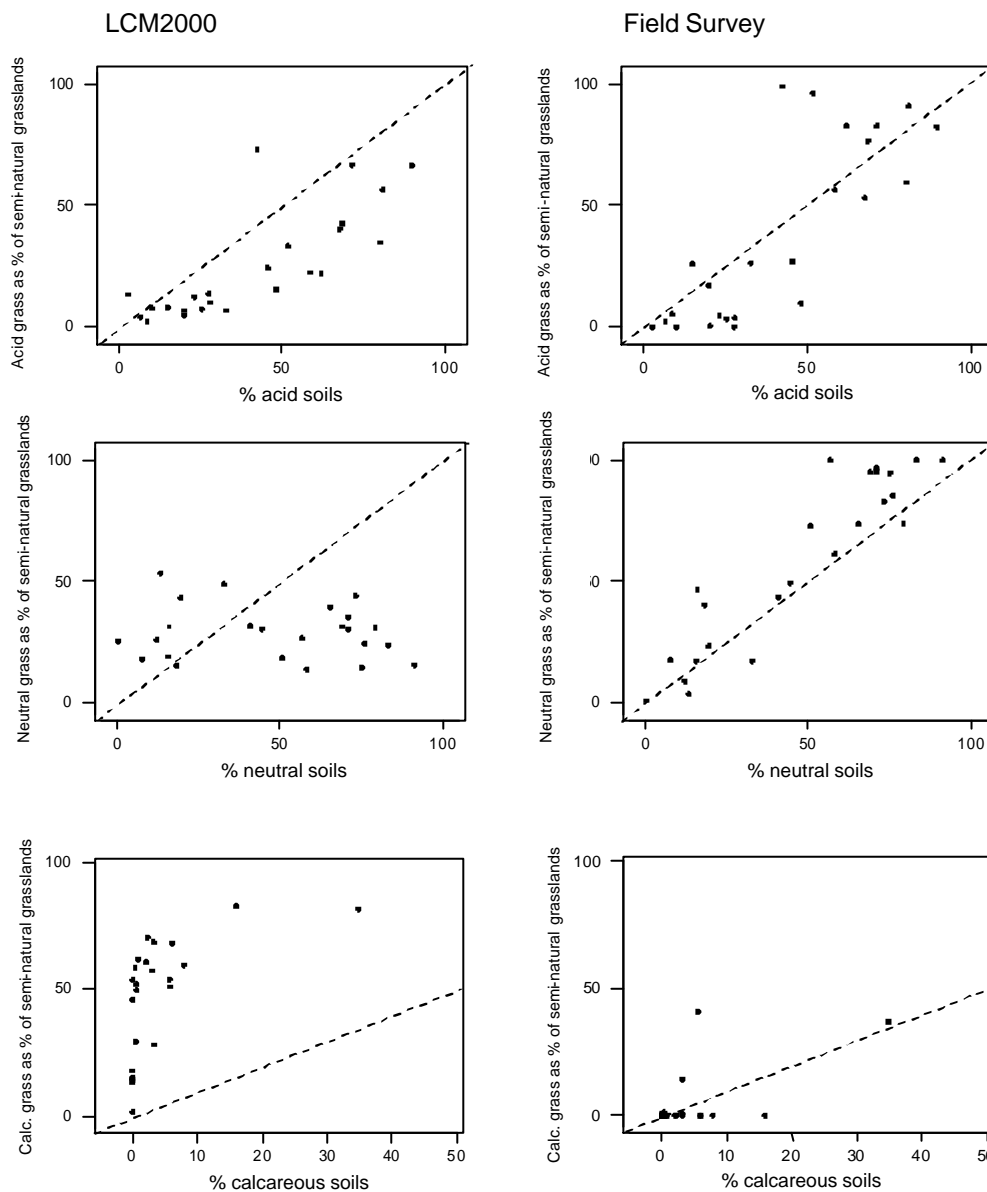 LCM2000
Field Survey
Acid grass as % of semi-natural grasslands
100
50
0
0 50 100
% acid soils
Acid grass as % of semi-natural grasslands
100
50
0
0 50 100
% acid soils
Neutral grass as % of semi-natural grasslands
100
50
0
0 50 100
% neutral soils
Neutral grass as % of semi-natural grasslands
00
50
0
0 50 100
% neutral soils
Calc. grass as % of semi-natural grasslands
100
50
0
0 10 20 30 40 50
% calcareous soils
Calc. grass as % of semi-natural grasslands
100
50
0
0 10 20 30 40 50
% calcareous soils